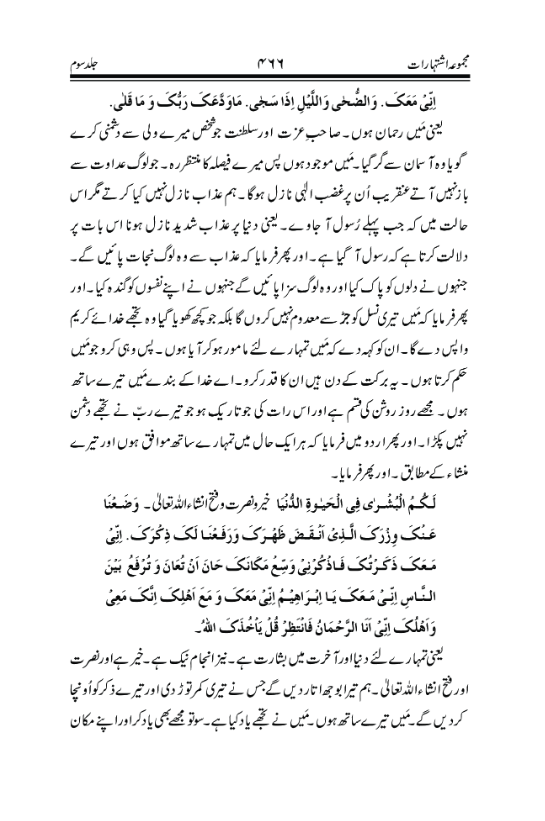 مجموعہ اشتہارات ۴۶۶ جلد سوم
اِنِّیْ مَعَکَ. وَالضُّحٰی وَاللَّیْلِ اِذَا سَجٰی. مَاوَدَّعَکَ رَبُّکَ وَ مَا قَلٰی.
یعنی مَیں رحمان ہوں۔ صاحبِ عزت اور سلطنت جو شخص میرے ولی سے دشمنی کرے
گویا وہ آسمان سے گر گیا۔ مَیں موجود ہوں پس میرے فیصلہ کا منتظر رہ۔ جو لوگ عداوت سے
باز نہیں آتے عنقریب اُن پر غضب الٰہی نازل ہو گا۔ ہم عذاب نازل نہیں کیا کرتے مگر اس
حالت میں کہ جب پہلے رُسول آ جاوے۔ یعنی دنیا پر عذاب شدید نازل ہونا اس بات پر
دلالت کرتا ہے کہ رسول آ گیا ہے۔ اور پھر فرمایا کہ عذاب سے وہ لوگ نجات پائیں گے۔
جنہوں نے دلوں کو پاک کیا اور وہ لوگ سزا پائیں گے جنہوں نے اپنے نفسوں کو گندہ کیا۔ اور
پھر فرمایا کہ مَیں تیری نسل کو جڑ سے معدوم نہیں کروں گا بلکہ جو کچھ کھویا گیا وہ تجھے خدائے کریم
واپس دے گا۔ ان کو کہہ دے کہ مَیں تمہارے لئے مامور ہو کر آیا ہوں۔ پس وہی کرو جو مَیں
حکم کرتا ہوں۔ یہ برکت کے دن ہیں ان کا قدر کرو۔ اے خدا کے بندے مَیں تیرے ساتھ
ہوں۔ مجھے روز روشن کی قسم ہے اور اس رات کی جو تاریک ہو جو تیرے ربّ نے تجھے دشمن
نہیں پکڑا۔ اور پھر اردو میں فرمایا کہ ہر ایک حال میں تمہارے ساتھ موافق ہوں اور تیرے
منشاء کے مطابق۔ اور پھر فرمایا۔
لَکُمُ الْبُشْرٰی فِی الْحَیٰوۃِ الدُّنْیَا خیر و نصرت و فتح انشاء اللہ تعالیٰ۔ وَضَعْنَا
عَنْکَ وِزْرَکَ الَّذِیْ اَنْقَضَ ظَھْرَکَ وَرَفَعْنَا لَکَ ذِکْرَکَ. اِنِّیْ
مَعَکَ ذَکَرْتُکَ فَاذْکُرْنِیْ وَسِّعْ مَکَانَکَ حَانَ اَنْ تُعَانَ وَ تُرْفَعُ بَیْنَ
النَّاسِ اِنِّیْ مَعَکَ یَا اِبْرَاھِیْمُ اِنِّیْ مَعَکَ وَ مَعَ اَھْلِکَ اِنَّکَ مَعِیْ
وَاَھْلُکَ اِنِّیْ اَنَا الرَّحْمَانُ فَانْتَظِرْ قُلْ یَاْخُذَکَ اللّٰہُ۔
یعنی تمہارے لئے دنیا اور آخرت میں بشارت ہے۔ نیز انجام نیک ہے۔ خیر ہے اور نصرت
اور فتح انشاء اللہ تعالیٰ۔ ہم تیرا بوجھ اتار دیں گے جس نے تیری کمر توڑ دی اور تیرے ذکر کو اُونچا
کر دیں گے۔ مَیں تیرے ساتھ ہوں۔ مَیں نے تجھے یاد کیا ہے۔ سو تو مجھے بھی یاد کر اور اپنے مکان